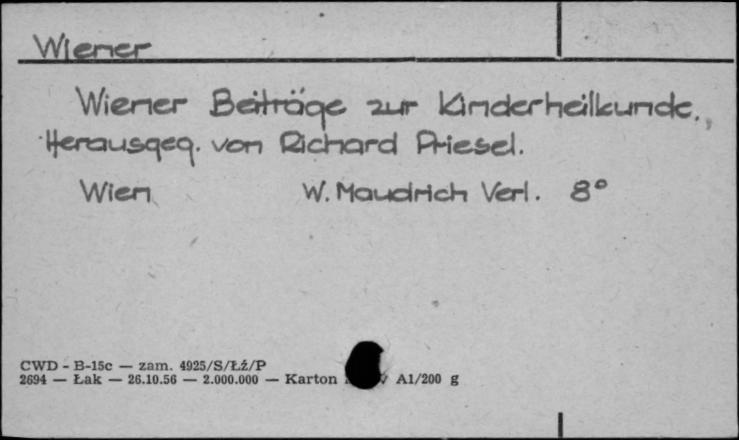 Wiener
Wiener Beiträge zur Kinderheilkunde.,
Herausgeg. von Richard Priesel.
Wien W. Maudrich Verl. 8°
CWD - B-15c — zam. 4925/S/Łź/P
2694 — Łak — 26.10.56 — 2.000.000 — Karton A1/200 g